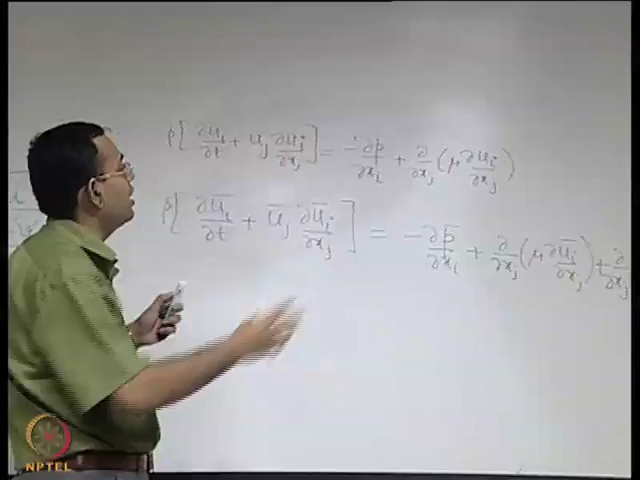 ρ[ ∂u_i/∂t + u_j ∂u_i/∂x_j ] = -∂p/∂x_i + ∂/∂x_j (μ ∂u_i/∂x_j)
ρ[ ∂ū_i/∂t + ū_j ∂ū_i/∂x_j ] = -∂p̄/∂x_i + ∂/∂x_j (μ ∂ū_i/∂x_j) + ∂/∂x_j
NPTEL